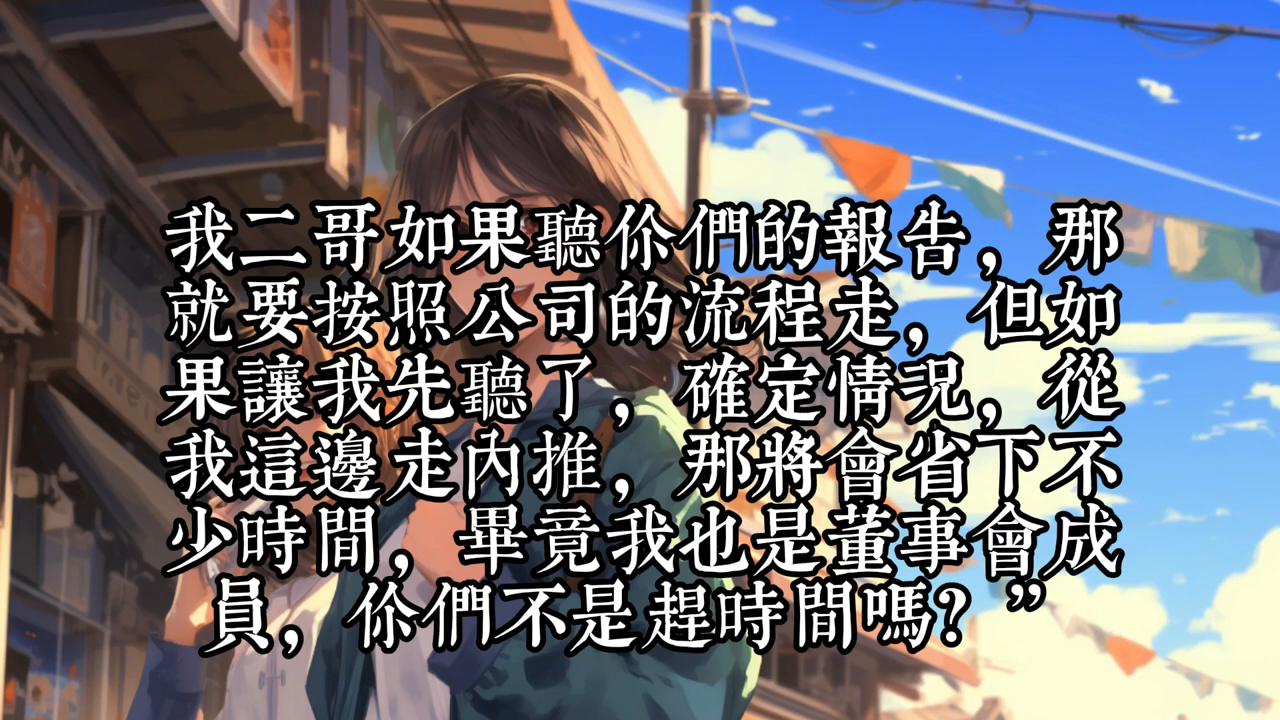 我二哥如果聽你們的報告，那
就要按照公司的流程走，但如
果讓我先聽了，確定情況，從
我這邊走內推，那將會省下不
少時間，畢竟我也是董事會成
員，你們不是趕時間嗎？”